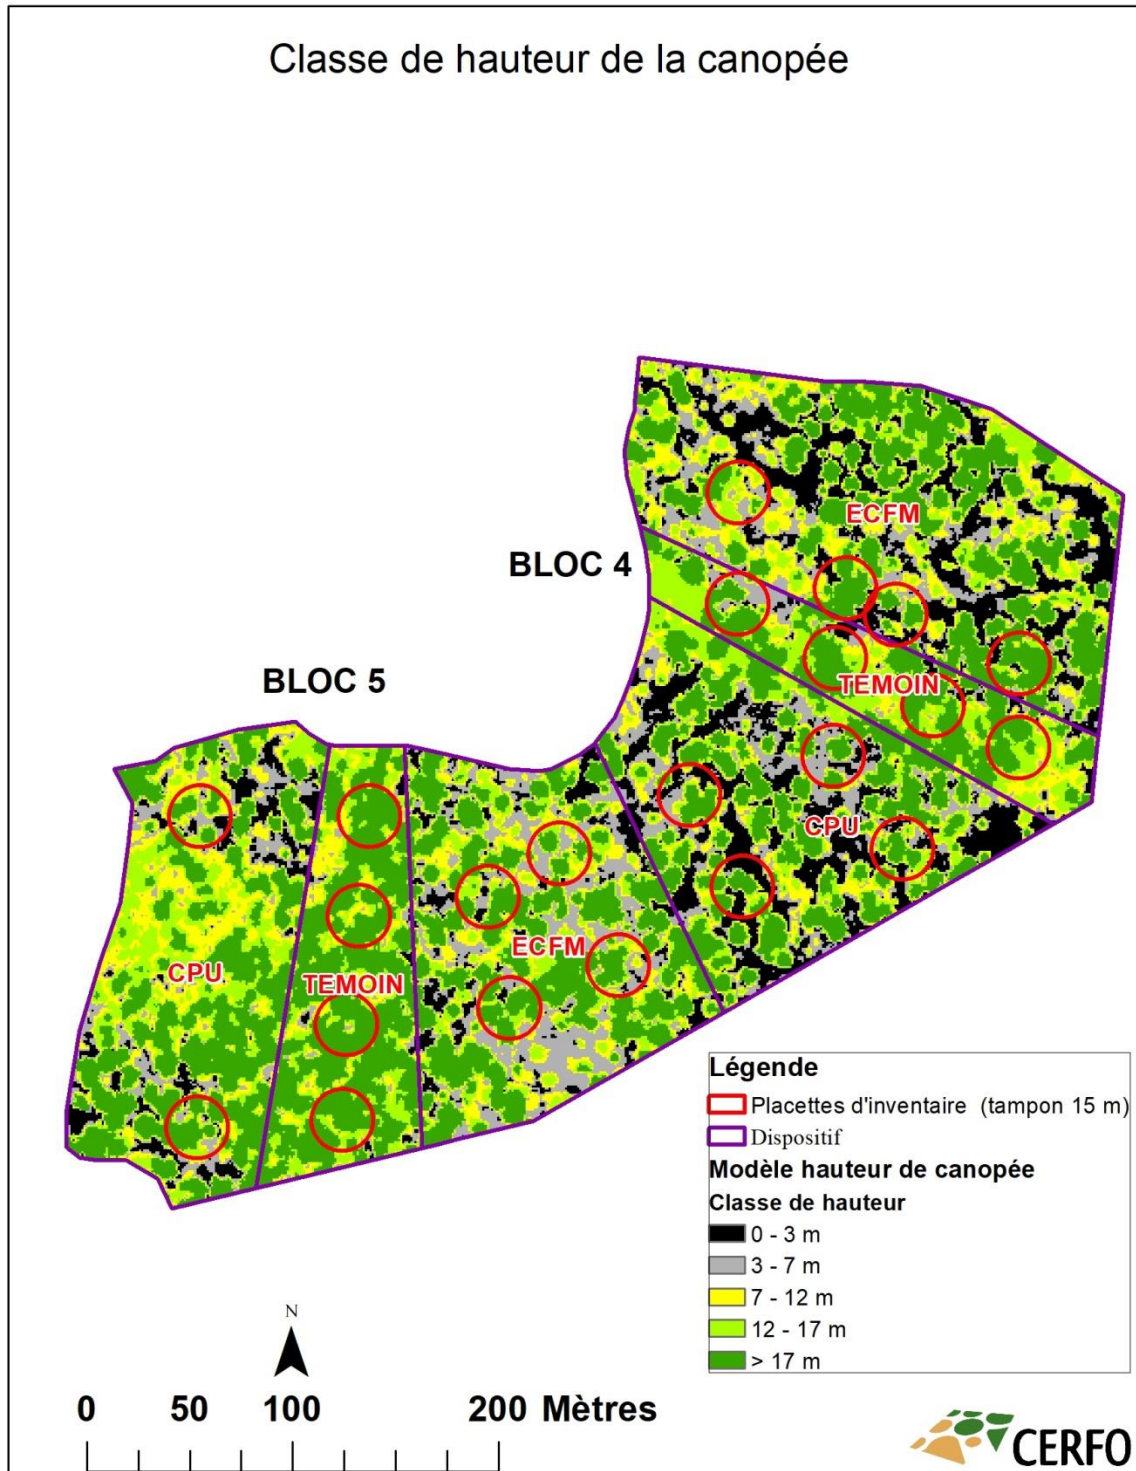 Classe de hauteur de la canopée
ECFM
BLOC 4
TEMOIN
BLOC 5
CPU
ECFM
CPU
TEMOIN
Légende
Placettes d'inventaire (tampon 15 m)
Dispositif
Modèle hauteur de canopée
Classe de hauteur
0 - 3 m
3 - 7 m
7 - 12 m
12 - 17 m
> 17 m
N
0 50 100 200 Mètres
CERFO